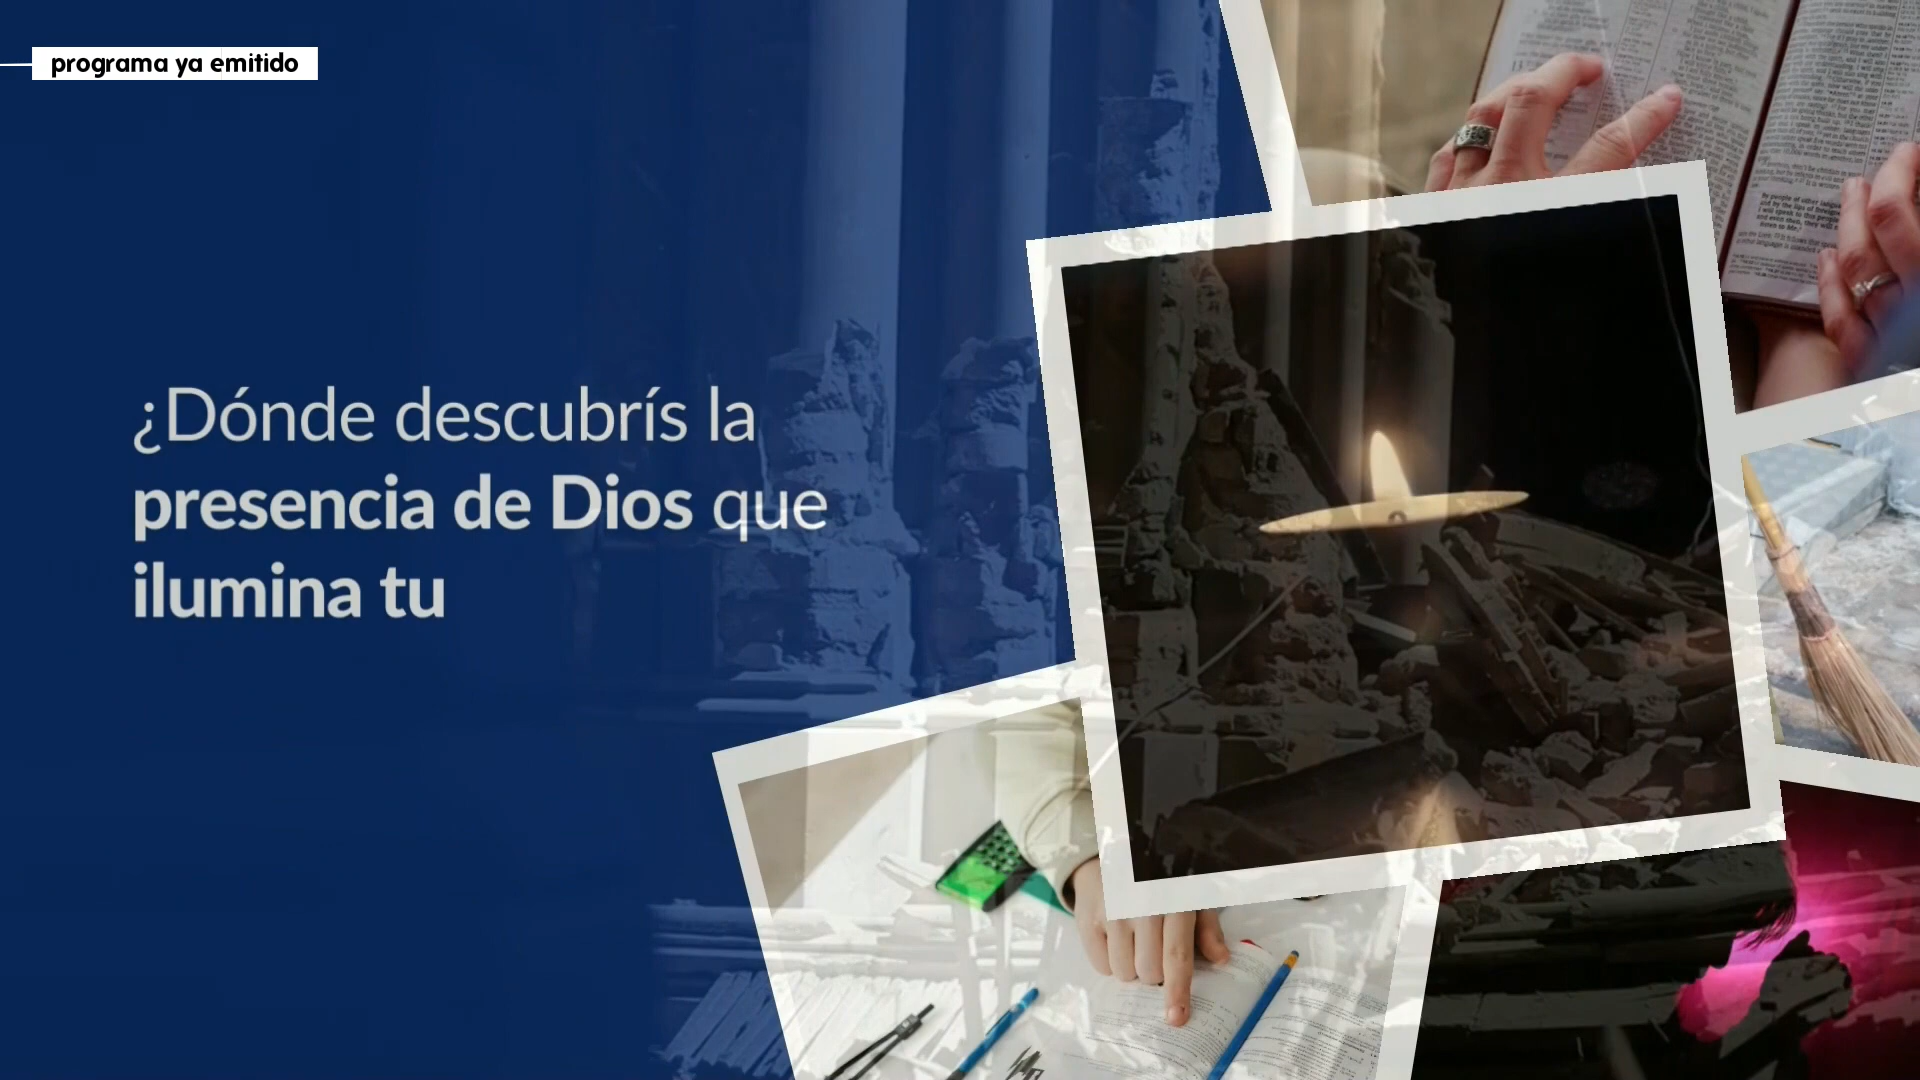 programa ya emitido
¿Dónde descubrís la
presencia de Dios que
ilumina tu